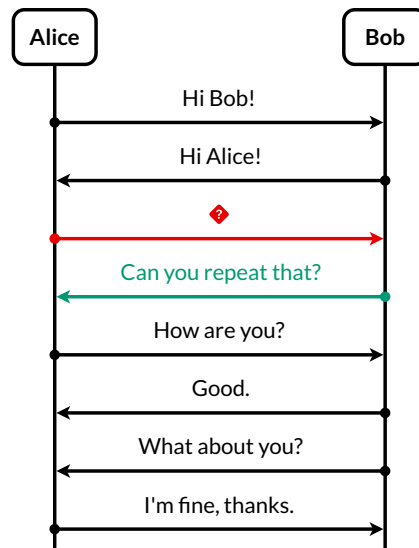 Alice Bob
Hi Bob!
Hi Alice!
?
Can you repeat that?
How are you?
Good.
What about you?
I'm fine, thanks.